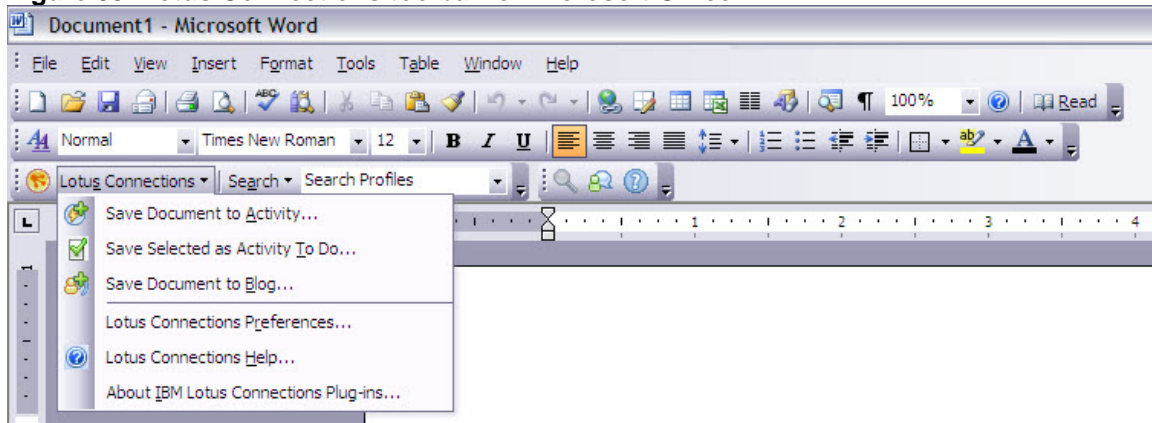 Document1 - Microsoft Word
File Edit View Insert Format Tools Table Window Help
ABC 100% Read
Normal Times New Roman 12 B I U ab A
Lotus Connections Search Search Profiles
L 1 2 3 4
Save Document to Activity...
Save Selected as Activity To Do...
Save Document to Blog...
Lotus Connections Preferences...
Lotus Connections Help...
About IBM Lotus Connections Plug-ins...